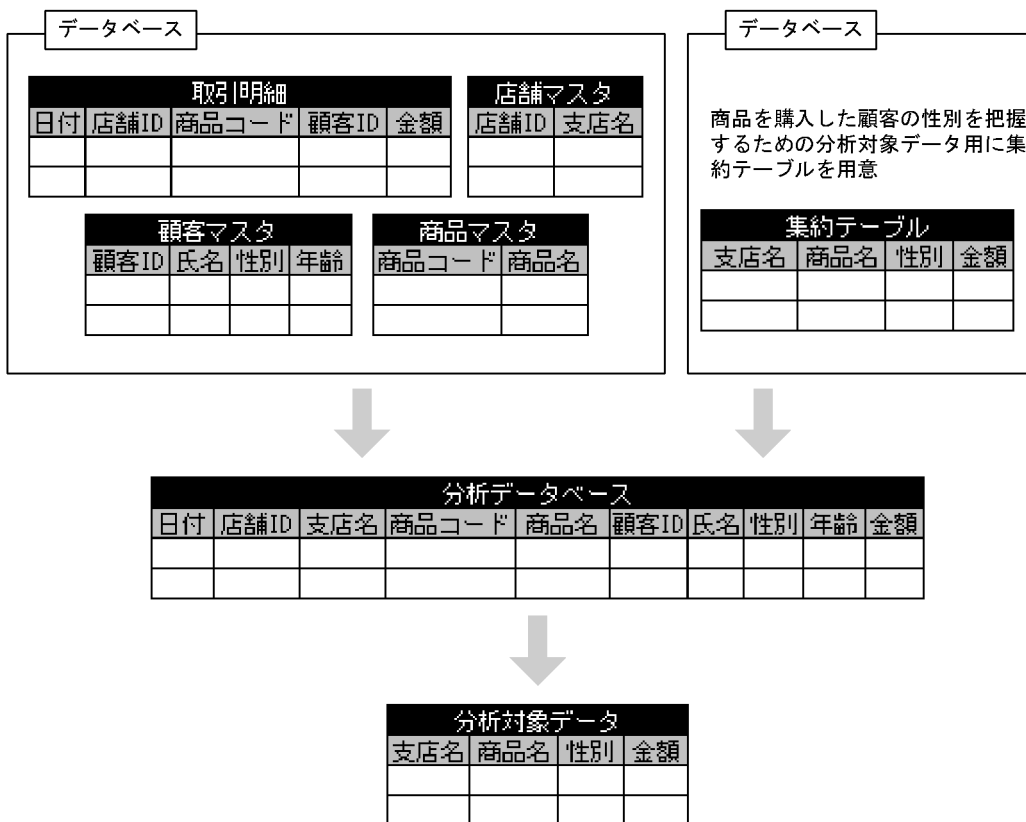 データベース
取引明細
日付 店舗ID 商品コード 顧客ID 金額
店舗マスタ
店舗ID 支店名
顧客マスタ
顧客ID 氏名 性別 年齢
商品マスタ
商品コード 商品名
データベース
商品を購入した顧客の性別を把握
するための分析対象データ用に集
約テーブルを用意
集約テーブル
支店名 商品名 性別 金額
分析データベース
日付 店舗ID 支店名 商品コード 商品名 顧客ID 氏名 性別 年齢 金額
分析対象データ
支店名 商品名 性別 金額